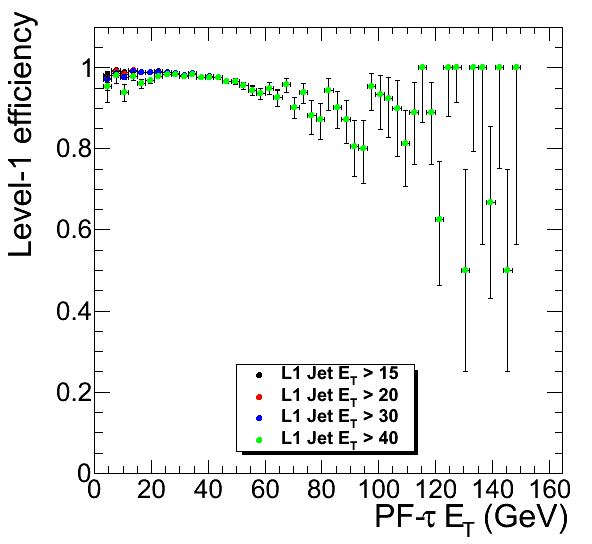 Level-1 efficiency
1
0.8
0.6
0.4
0.2
0
L1 Jet E_T > 15
L1 Jet E_T > 20
L1 Jet E_T > 30
L1 Jet E_T > 40
0 20 40 60 80 100 120 140 160
PF-τ E_T (GeV)